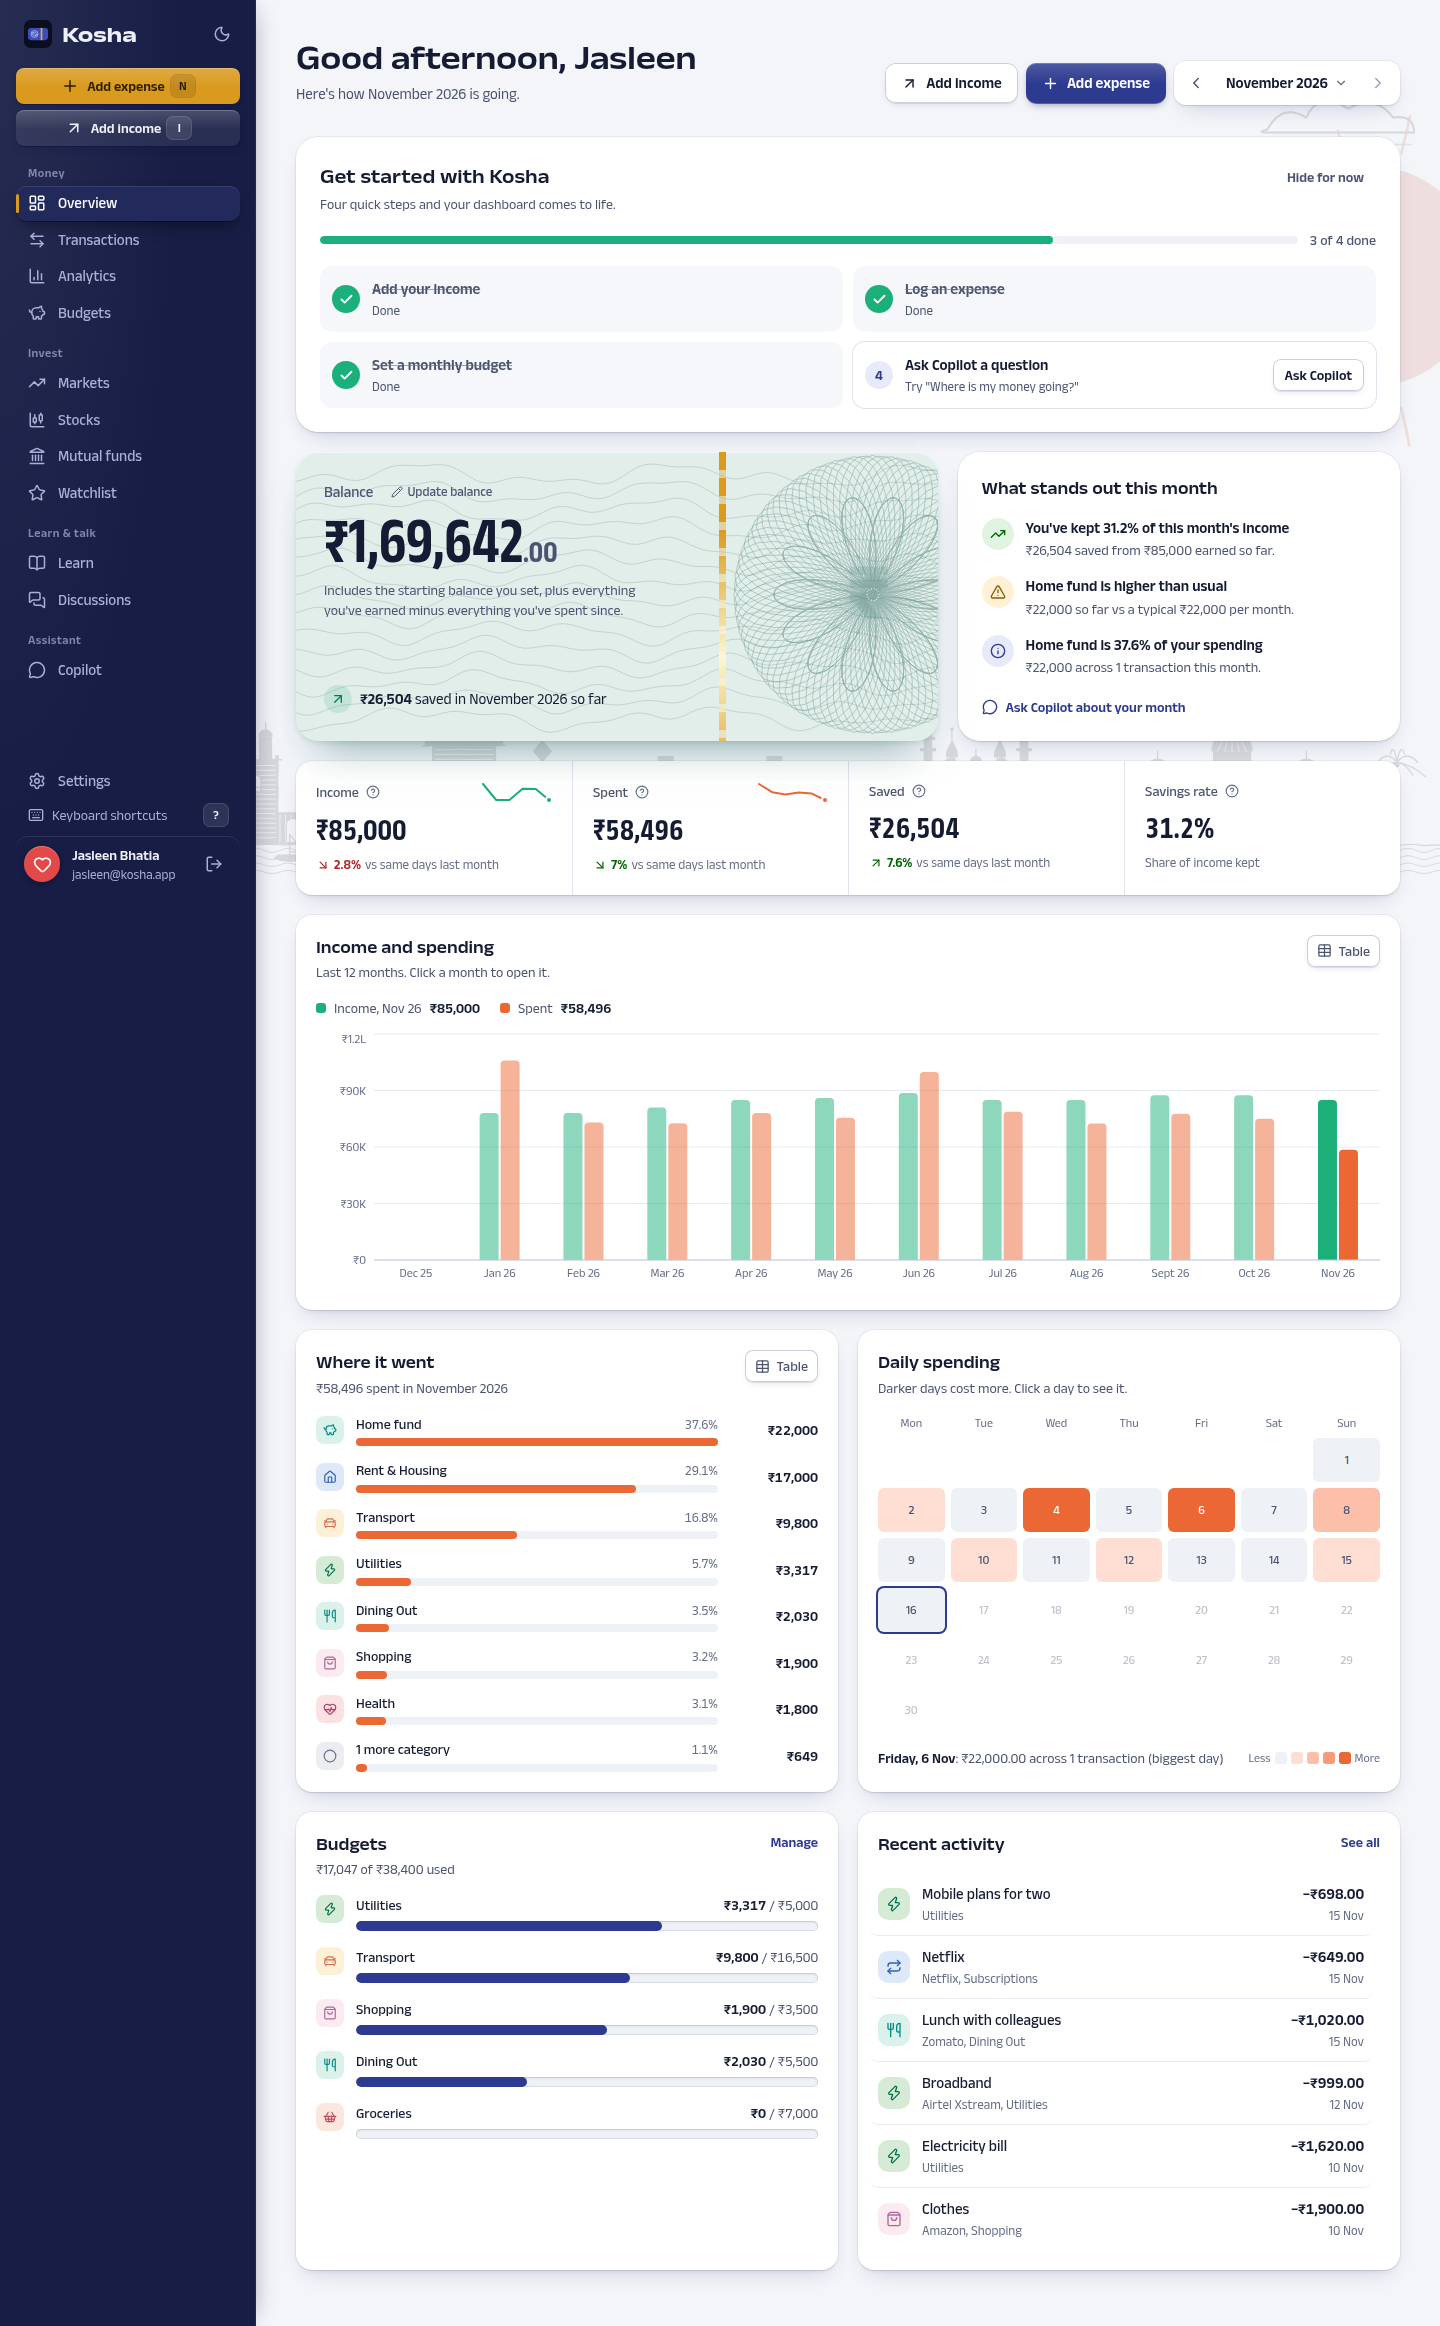 Kosha
Add expense N
Add income I
Money
Overview
Transactions
Analytics
Budgets
Invest
Markets
Stocks
Mutual funds
Watchlist
Learn & talk
Learn
Discussions
Assistant
Copilot
Settings
Keyboard shortcuts ?
Jasleen Bhatia
jasleen@kosha.app
Good afternoon, Jasleen
Here's how November 2026 is going.
Add income
Add expense
November 2026
Get started with Kosha
Hide for now
Four quick steps and your dashboard comes to life.
3 of 4 done
Add your income
Done
Log an expense
Done
Set a monthly budget
Done
4
Ask Copilot a question
Try "Where is my money going?"
Ask Copilot
Balance
Update balance
₹1,69,642.00
Includes the starting balance you set, plus everything
you've earned minus everything you've spent since.
₹26,504 saved in November 2026 so far
What stands out this month
You've kept 31.2% of this month's income
₹26,504 saved from ₹85,000 earned so far.
Home fund is higher than usual
₹22,000 so far vs a typical ₹22,000 per month.
Home fund is 37.6% of your spending
₹22,000 across 1 transaction this month.
Ask Copilot about your month
Income
₹85,000
2.8% vs same days last month
Spent
₹58,496
7% vs same days last month
Saved
₹26,504
7.6% vs same days last month
Savings rate
31.2%
Share of income kept
Income and spending
Table
Last 12 months. Click a month to open it.
Income, Nov 26 ₹85,000
Spent ₹58,496
₹1.2L
₹90K
₹60K
₹30K
₹0
Dec 25 Jan 26 Feb 26 Mar 26 Apr 26 May 26 Jun 26 Jul 26 Aug 26 Sept 26 Oct 26 Nov 26
Where it went
Table
₹58,496 spent in November 2026
Home fund 37.6% ₹22,000
Rent & Housing 29.1% ₹17,000
Transport 16.8% ₹9,800
Utilities 5.7% ₹3,317
Dining Out 3.5% ₹2,030
Shopping 3.2% ₹1,900
Health 3.1% ₹1,800
1 more category 1.1% ₹649
Daily spending
Darker days cost more. Click a day to see it.
Mon Tue Wed Thu Fri Sat Sun
1
2 3 4 5 6 7 8
9 10 11 12 13 14 15
16 17 18 19 20 21 22
23 24 25 26 27 28 29
30
Friday, 6 Nov: ₹22,000.00 across 1 transaction (biggest day)
Less More
Budgets
Manage
₹17,047 of ₹38,400 used
Utilities ₹3,317 / ₹5,000
Transport ₹9,800 / ₹16,500
Shopping ₹1,900 / ₹3,500
Dining Out ₹2,030 / ₹5,500
Groceries ₹0 / ₹7,000
Recent activity
See all
Mobile plans for two −₹698.00
Utilities 15 Nov
Netflix −₹649.00
Netflix, Subscriptions 15 Nov
Lunch with colleagues −₹1,020.00
Zomato, Dining Out 15 Nov
Broadband −₹999.00
Airtel Xstream, Utilities 12 Nov
Electricity bill −₹1,620.00
Utilities 10 Nov
Clothes −₹1,900.00
Amazon, Shopping 10 Nov